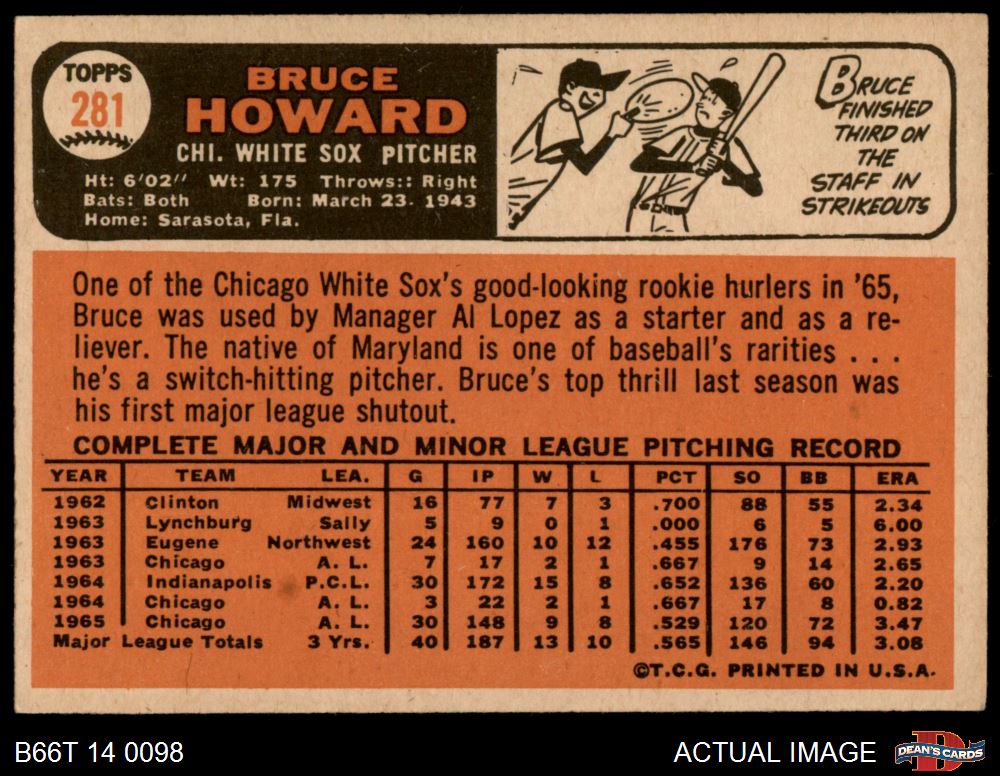 TOPPS
281
BRUCE
HOWARD
CHI. WHITE SOX PITCHER
Ht: 6'02" Wt: 175 Throws:: Right
Bats: Both Born: March 23. 1943
Home: Sarasota, Fla.
BRUCE
FINISHED
THIRD ON
THE
STAFF IN
STRIKEOUTS
One of the Chicago White Sox's good-looking rookie hurlers in '65,
Bruce was used by Manager Al Lopez as a starter and as a re-
liever. The native of Maryland is one of baseball's rarities . . .
he's a switch-hitting pitcher. Bruce's top thrill last season was
his first major league shutout.
COMPLETE MAJOR AND MINOR LEAGUE PITCHING RECORD
YEAR TEAM LEA. G IP W L PCT SO BB ERA
1962 Clinton Midwest 16 77 7 3 .700 88 55 2.34
1963 Lynchburg Sally 5 9 0 1 .000 6 5 6.00
1963 Eugene Northwest 24 160 10 12 .455 176 73 2.93
1963 Chicago A. L. 7 17 2 1 .667 9 14 2.65
1964 Indianapolis P.C.L. 30 172 15 8 .652 136 60 2.20
1964 Chicago A. L. 3 22 2 1 .667 17 8 0.82
1965 Chicago A. L. 30 148 9 8 .529 120 72 3.47
Major League Totals 3 Yrs. 40 187 13 10 .565 146 94 3.08
©T.C.G. PRINTED IN U.S.A.
B66T 14 0098
ACTUAL IMAGE
DEAN'S CARDS